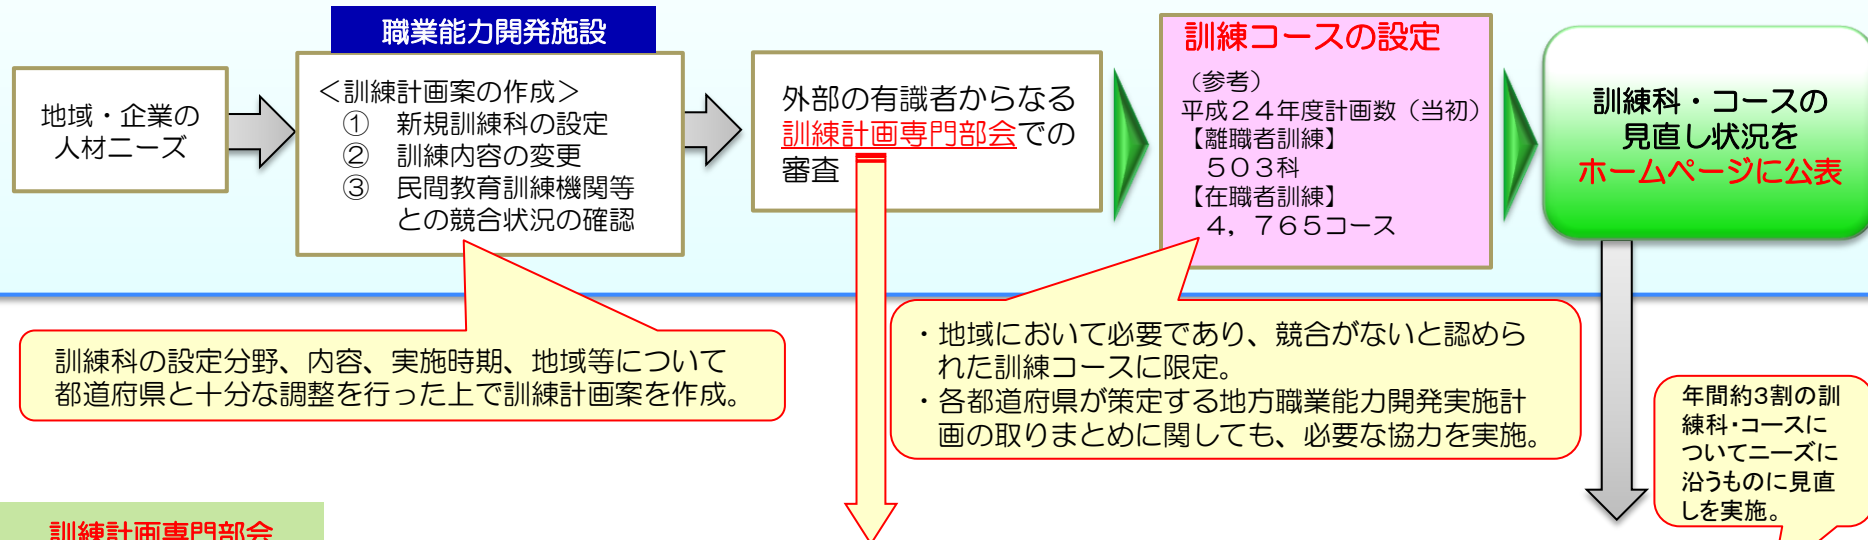 地域・企業の
人材ニーズ
職業能力開発施設
＜訓練計画案の作成＞
①　新規訓練科の設定
②　訓練内容の変更
③　民間教育訓練機関等
との競合状況の確認
外部の有識者からなる
訓練計画専門部会での
審査
訓練コースの設定
（参考）
平成２４年度計画数（当初）
【離職者訓練】
５０３科
【在職者訓練】
４，７６５コース
訓練科・コースの
見直し状況を
ホームページに公表
訓練科の設定分野、内容、実施時期、地域等について
都道府県と十分な調整を行った上で訓練計画案を作成。
・地域において必要であり、競合がないと認めら
れた訓練コースに限定。
・各都道府県が策定する地方職業能力開発実施計
画の取りまとめに関しても、必要な協力を実施。
年間約3割の訓
練科・コースに
ついてニーズに
沿うものに見直
しを実施。
訓練計画専門部会